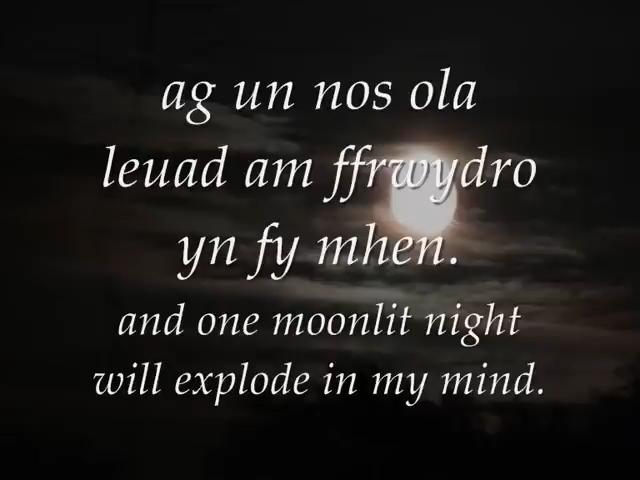 ag un nos ola
leuad am ffrwydro
yn fy mhen.
and one moonlit night
will explode in my mind.